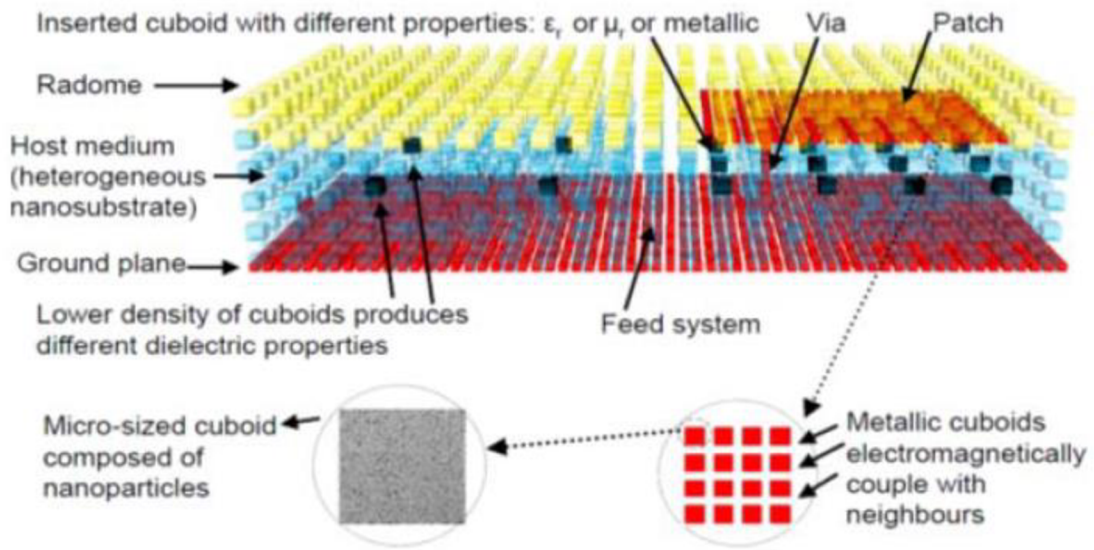 Inserted cuboid with different properties: εr or μr or metallic
Via
Patch
Radome
Host medium
(heterogeneous
nanosubstrate)
Ground plane
Lower density of cuboids produces
different dielectric properties
Feed system
Micro-sized cuboid
composed of
nanoparticles
Metallic cuboids
electromagnetically
couple with
neighbours